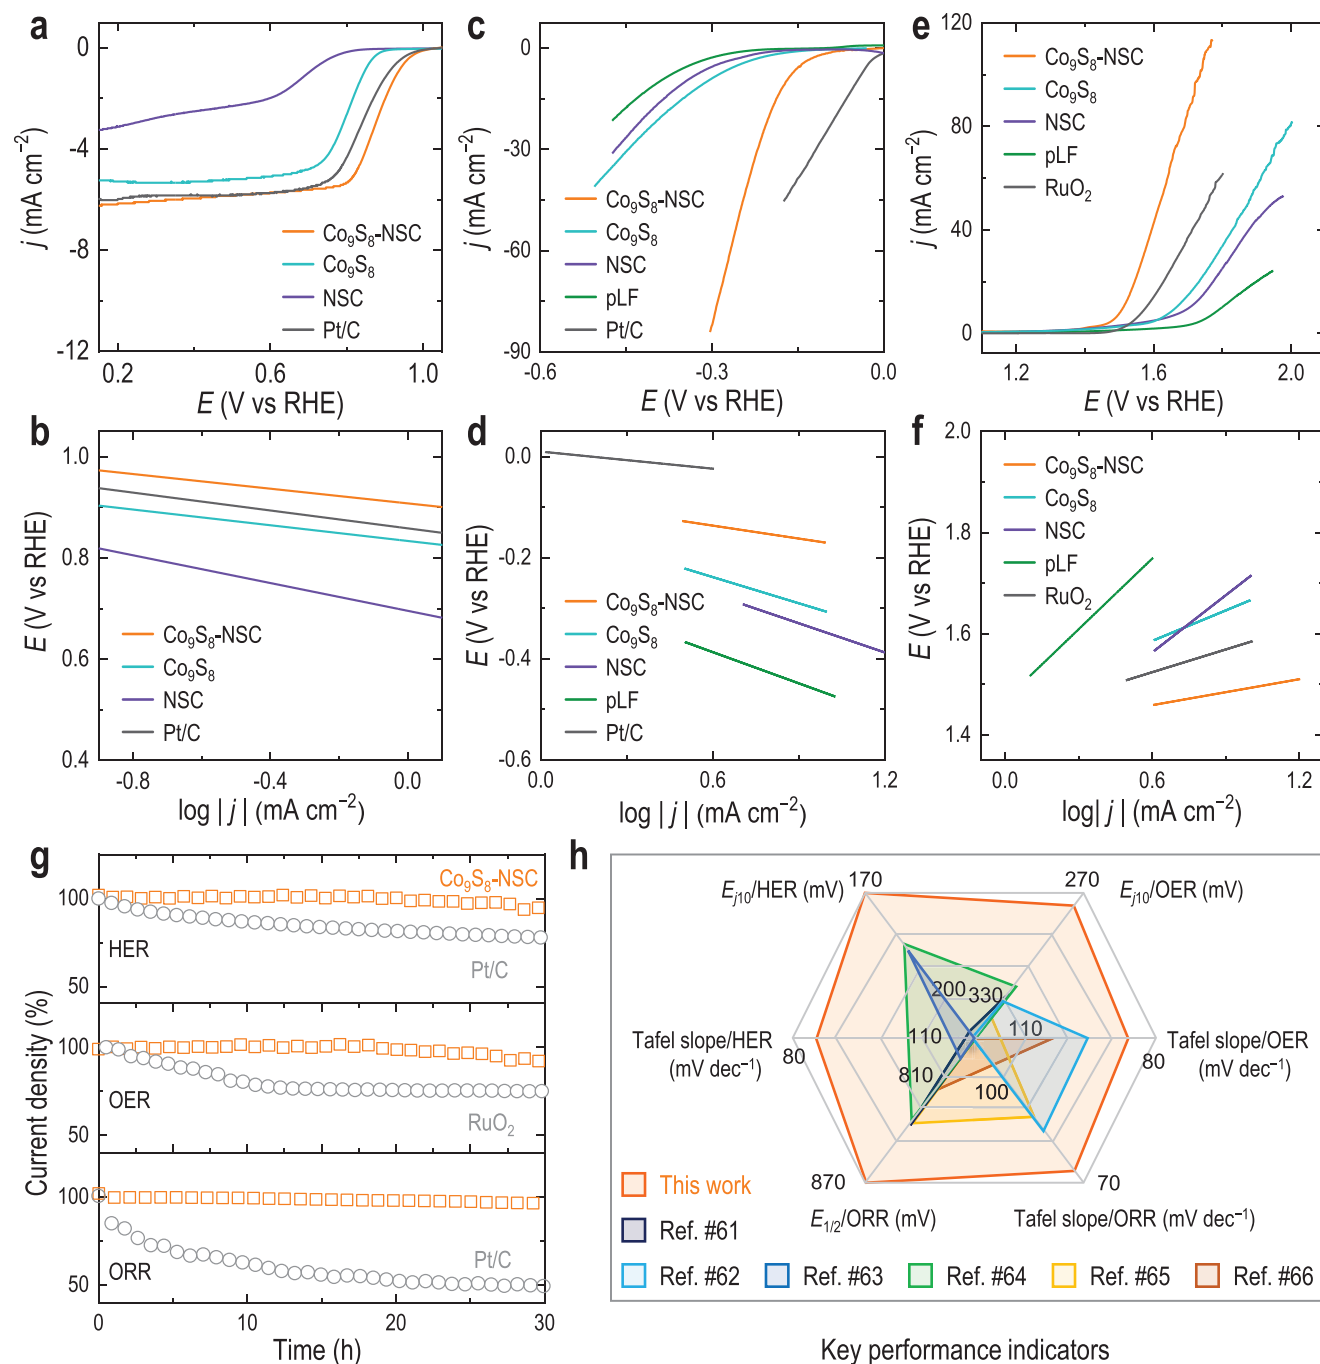 a
0
-4
-8
-12
j (mA cm⁻²)
Co₉S₈-NSC
Co₉S₈
NSC
Pt/C
0.2
0.6
1.0
E (V vs RHE)
c
0
-30
-60
-90
j (mA cm⁻²)
Co₉S₈-NSC
Co₉S₈
NSC
pLF
Pt/C
-0.6
-0.3
0.0
E (V vs RHE)
e
120
80
40
0
j (mA cm⁻²)
Co₉S₈-NSC
Co₉S₈
NSC
pLF
RuO₂
1.2
1.6
2.0
E (V vs RHE)
b
1.0
0.8
0.6
0.4
E (V vs RHE)
Co₉S₈-NSC
Co₉S₈
NSC
Pt/C
-0.8
-0.4
0.0
log | j | (mA cm⁻²)
d
0.0
-0.2
-0.4
-0.6
E (V vs RHE)
Co₉S₈-NSC
Co₉S₈
NSC
pLF
Pt/C
0.0
0.6
1.2
log | j | (mA cm⁻²)
f
2.0
1.8
1.6
1.4
E (V vs RHE)
Co₉S₈-NSC
Co₉S₈
NSC
pLF
RuO₂
0.0
0.6
1.2
log| j | (mA cm⁻²)
g
Current density (%)
100
50
Co₉S₈-NSC
HER
Pt/C
100
50
OER
RuO₂
100
50
Pt/C
ORR
0
10
20
30
Time (h)
h
Eⱼ₁₀/HER (mV)
170
270
Eⱼ₁₀/OER (mV)
200
330
Tafel slope/HER
(mV dec⁻¹)
80
110
110
80
Tafel slope/OER
(mV dec⁻¹)
810
100
870
70
E₁/₂/ORR (mV)
Tafel slope/ORR (mV dec⁻¹)
This work
Ref. #61
Ref. #62
Ref. #63
Ref. #64
Ref. #65
Ref. #66
Key performance indicators